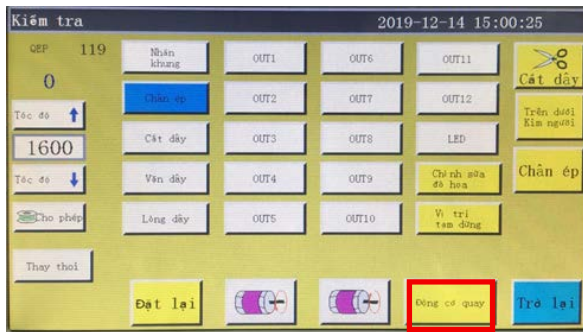 Kiểm tra 2019-12-14 15:00:25
QEP 119
0
Tốc độ
1600
Tốc độ
Cho phép
Thay thoi
Nhấn khung
Chân ép
Cắt dây
Vắn dây
Lỏng dây
OUT1
OUT2
OUT3
OUT4
OUT5
OUT6
OUT7
OUT8
OUT9
OUT10
OUT11
OUT12
LED
Chỉnh sửa
đồ họa
Vị trí
tạm dừng
Cắt dây
Trên dưới
Kim người
Chân ép
Đặt lại
Động cơ quay
Trở lại